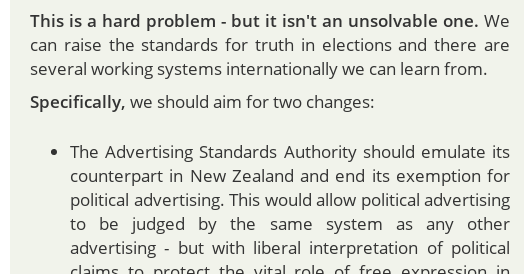 This is a hard problem - but it isn't an unsolvable one. We
can raise the standards for truth in elections and there are
several working systems internationally we can learn from.
Specifically, we should aim for two changes:
• The Advertising Standards Authority should emulate its
counterpart in New Zealand and end its exemption for
political advertising. This would allow political advertising
to be judged by the same system as any other
advertising - but with liberal interpretation of political
claims to protect the vital role of free expression in